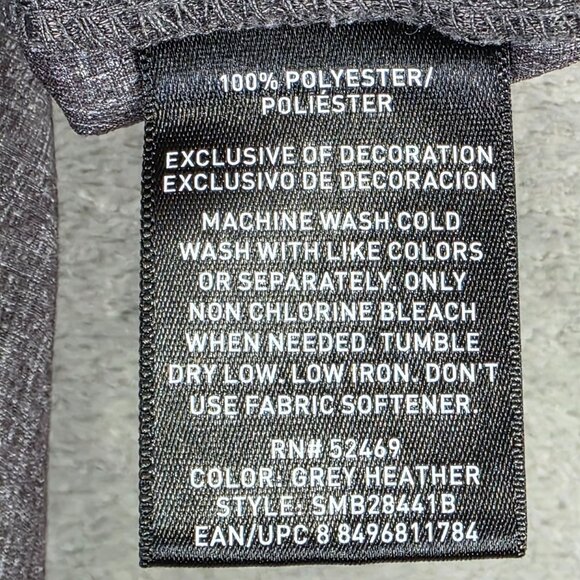 100% POLYESTER/
POLIÉSTER
EXCLUSIVE OF DECORATION
EXCLUSIVO DE DECORACIÓN
MACHINE WASH COLD
WASH WITH LIKE COLORS
OR SEPARATELY. ONLY
NON CHLORINE BLEACH
WHEN NEEDED. TUMBLE
DRY LOW. LOW IRON. DON'T
USE FABRIC SOFTENER.
RN# 52469
COLOR: GREY HEATHER
STYLE: SMB28441B
EAN/UPC 8 8496811784